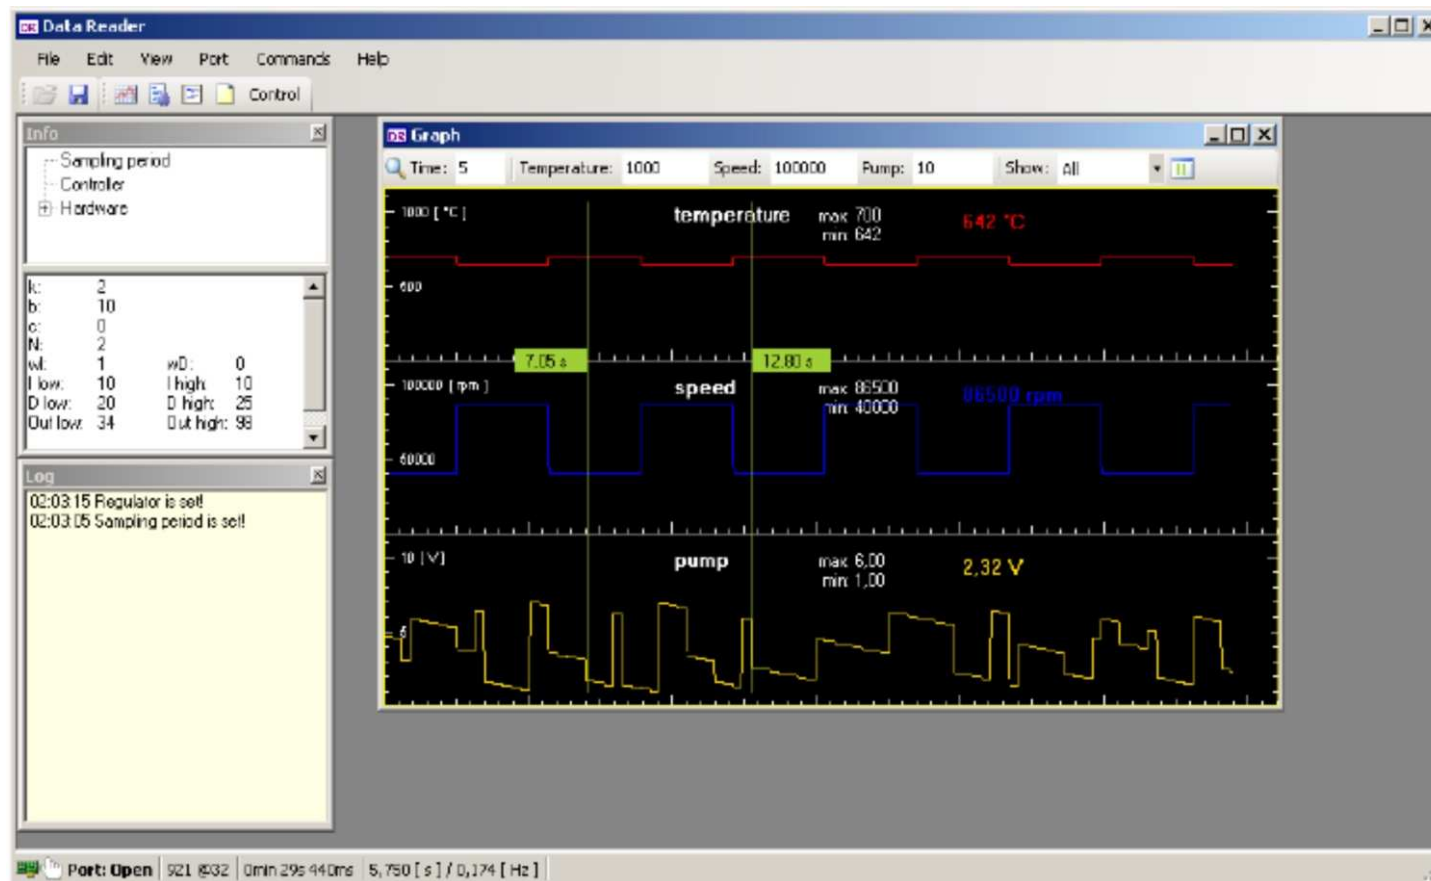 Data Reader
File Edit View Port Commands Help
Control
Info
Sampling period
Controller
Hardware
k: 2
b: 10
c: 0
N: 2
wI: 1 wD: 0
I low: 10 I high: 10
D low: 20 D high: 25
Out low: 34 Out high: 98
Log
02:03:15 Regulator is set!
02:03:05 Sampling period is set!
Graph
Time: 5 Temperature: 1000 Speed: 100000 Pump: 10 Show: All
1000 [ °C ] temperature max: 700 642 °C
min: 642
600
7.05 s 12.80 s
100000 [ rpm ] speed max: 86500 86500 rpm
min: 40000
60000
10 [ V ] pump max: 6,00 2,32 V
min: 1,00
Port: Open 921 @32 0min 29s 440ms 5,750 [ s ] / 0,174 [ Hz ]